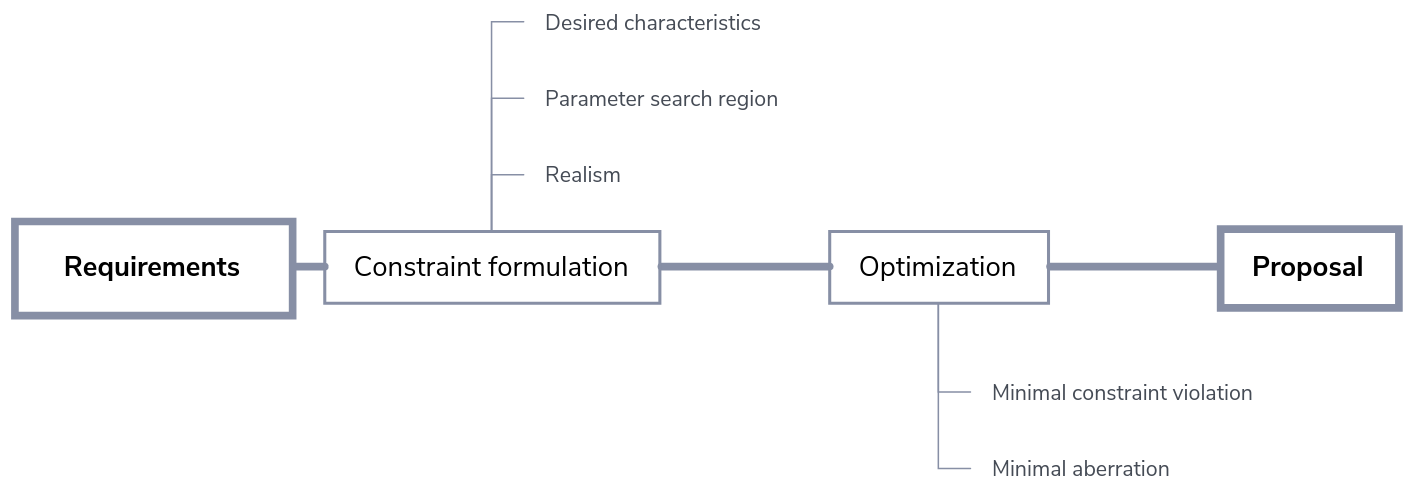 Desired characteristics
Parameter search region
Realism
Requirements
Constraint formulation
Optimization
Proposal
Minimal constraint violation
Minimal aberration